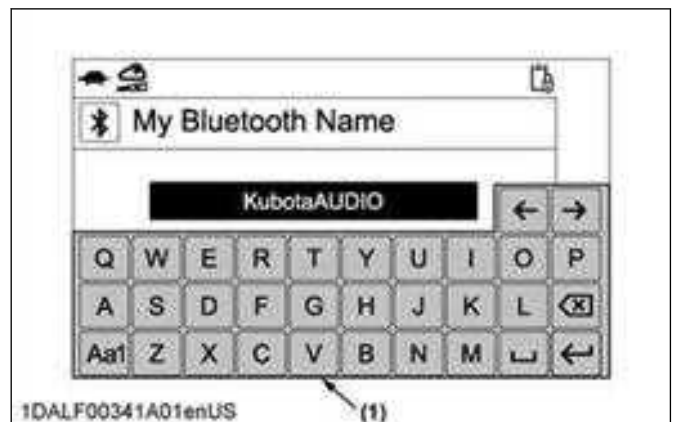 My Bluetooth Name
KubotaAUDIO
← →
Q W E R T Y U I O P
A S D F G H J K L
Aa1 Z X C V B N M
1DALF00341A01enUS
(1)